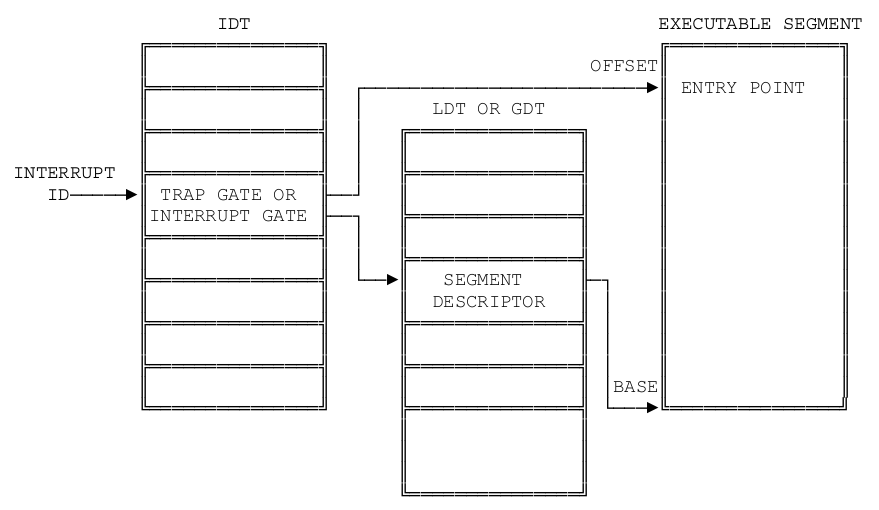 IDT
EXECUTABLE SEGMENT
OFFSET
ENTRY POINT
LDT OR GDT
INTERRUPT
ID
TRAP GATE OR
INTERRUPT GATE
SEGMENT
DESCRIPTOR
BASE